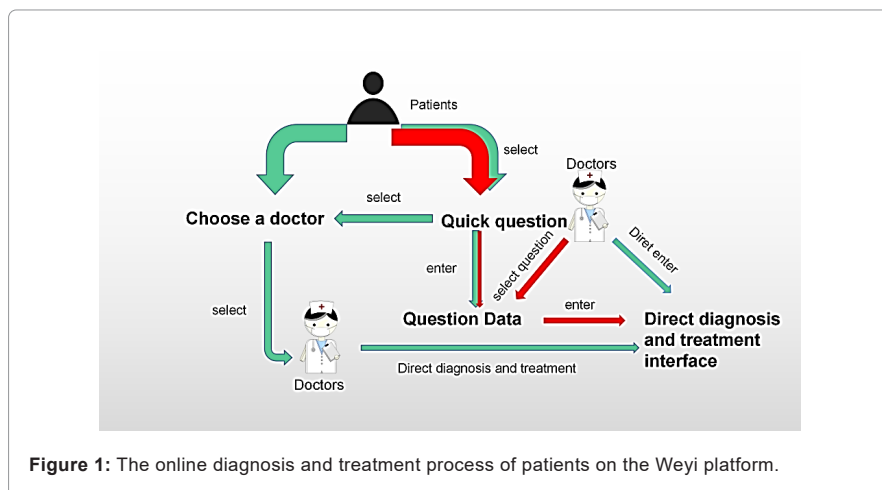 Patients
select
Doctors
select
Choose a doctor
Quick question
Diret enter
select question
enter
select
enter
Question Data
Direct diagnosis
and treatment
interface
Direct diagnosis and treatment
Doctors
Figure 1: The online diagnosis and treatment process of patients on the Weyi platform.